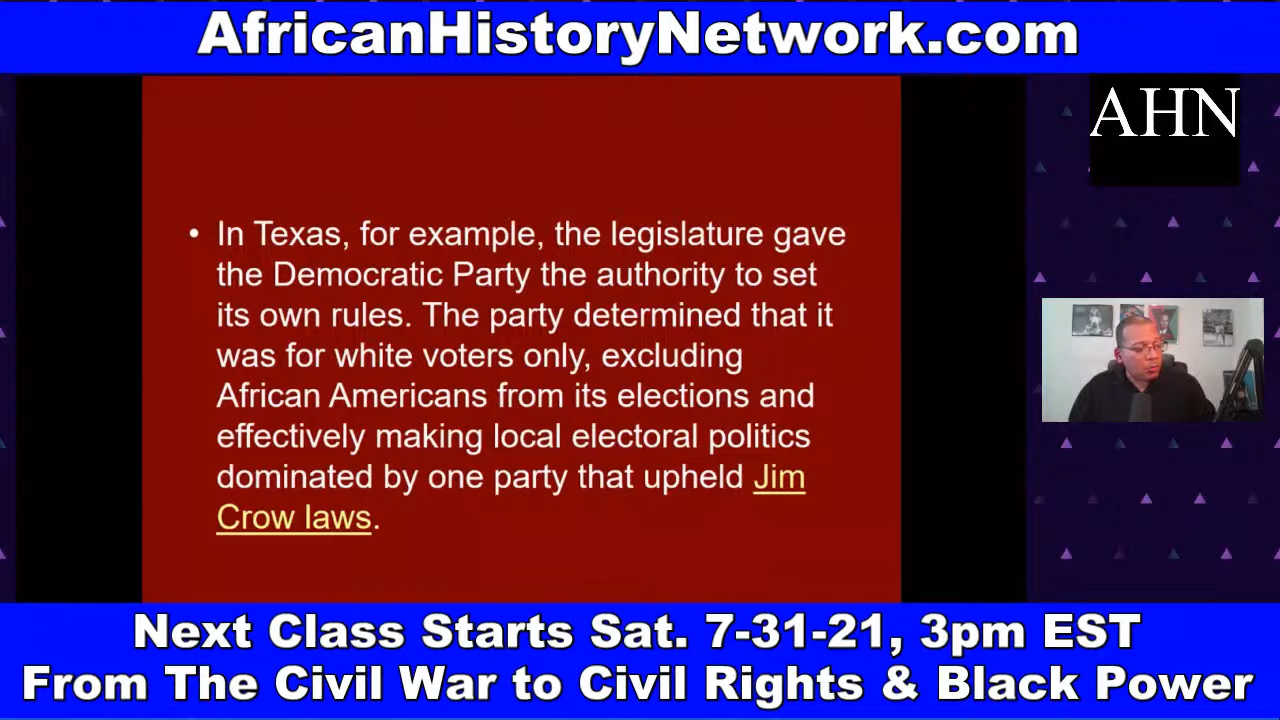 AfricanHistoryNetwork.com
AHN
• In Texas, for example, the legislature gave
the Democratic Party the authority to set
its own rules. The party determined that it
was for white voters only, excluding
African Americans from its elections and
effectively making local electoral politics
dominated by one party that upheld Jim
Crow laws.
Next Class Starts Sat. 7-31-21, 3pm EST
From The Civil War to Civil Rights & Black Power